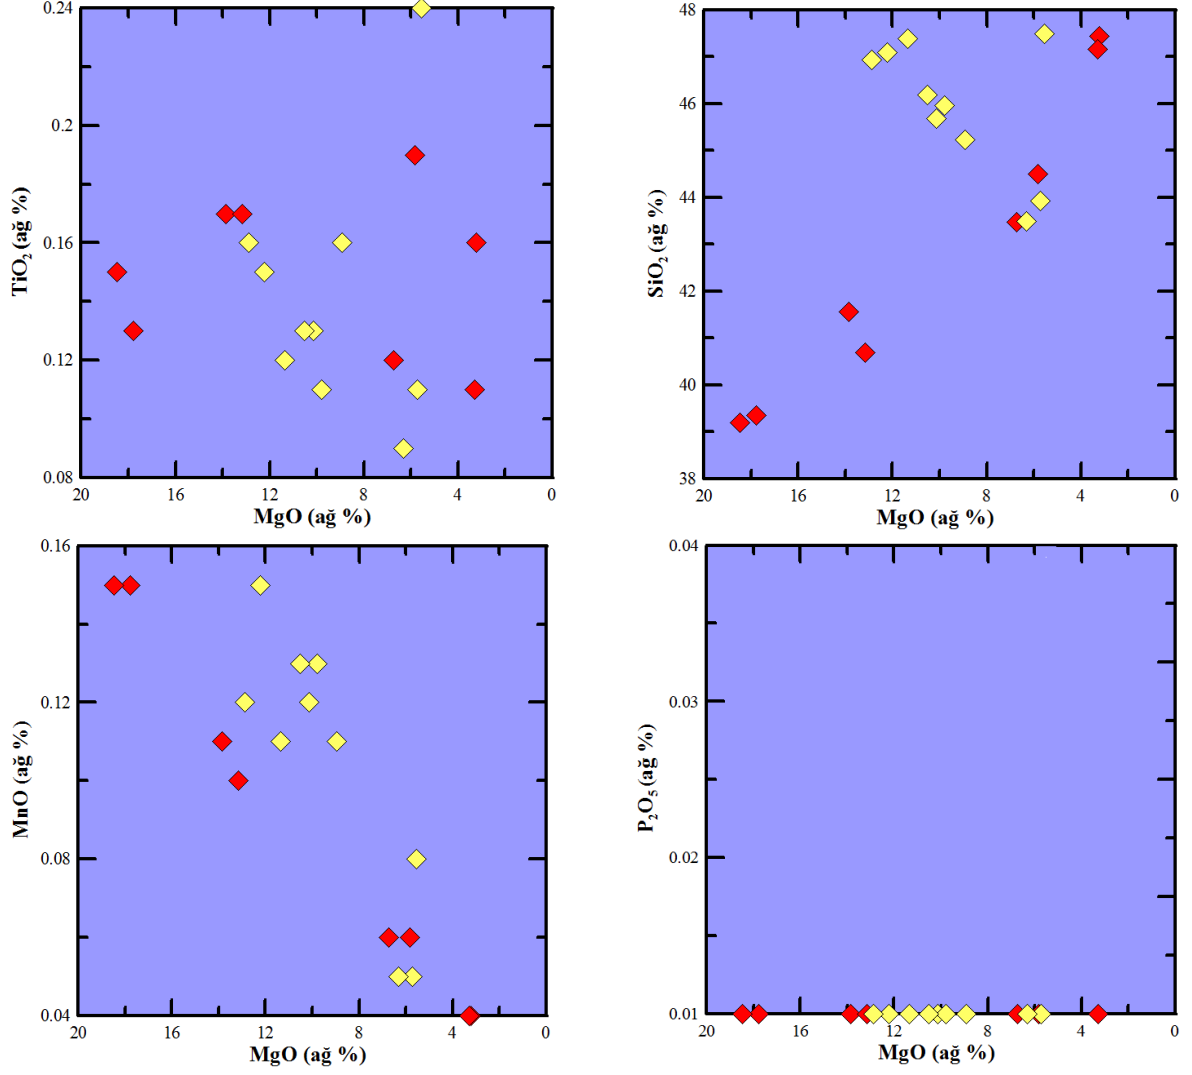 0.24
0.2
0.16
0.12
0.08
TiO2 (ağ %)
20 16 12 8 4 0
MgO (ağ %)
48
46
44
42
40
38
SiO2 (ağ %)
20 16 12 8 4 0
MgO (ağ %)
0.16
0.12
0.08
0.04
MnO (ağ %)
20 16 12 8 4 0
MgO (ağ %)
0.04
0.03
0.02
0.01
P2O5 (ağ %)
20 16 12 8 4 0
MgO (ağ %)